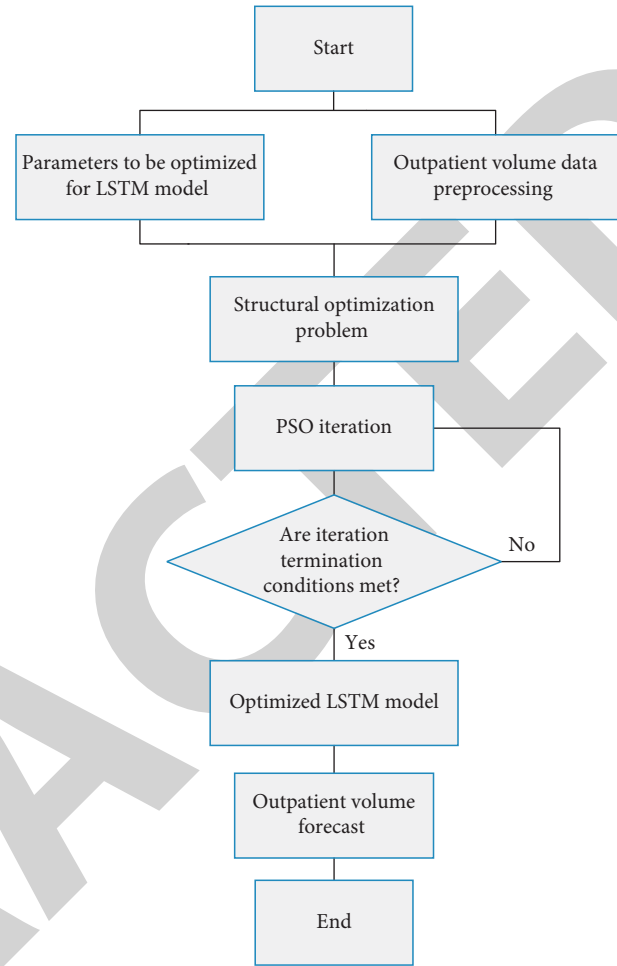 Start
Parameters to be optimized
for LSTM model
Outpatient volume data
preprocessing
Structural optimization
problem
PSO iteration
Are iteration
termination
conditions met?
No
Yes
Optimized LSTM model
Outpatient volume
forecast
End